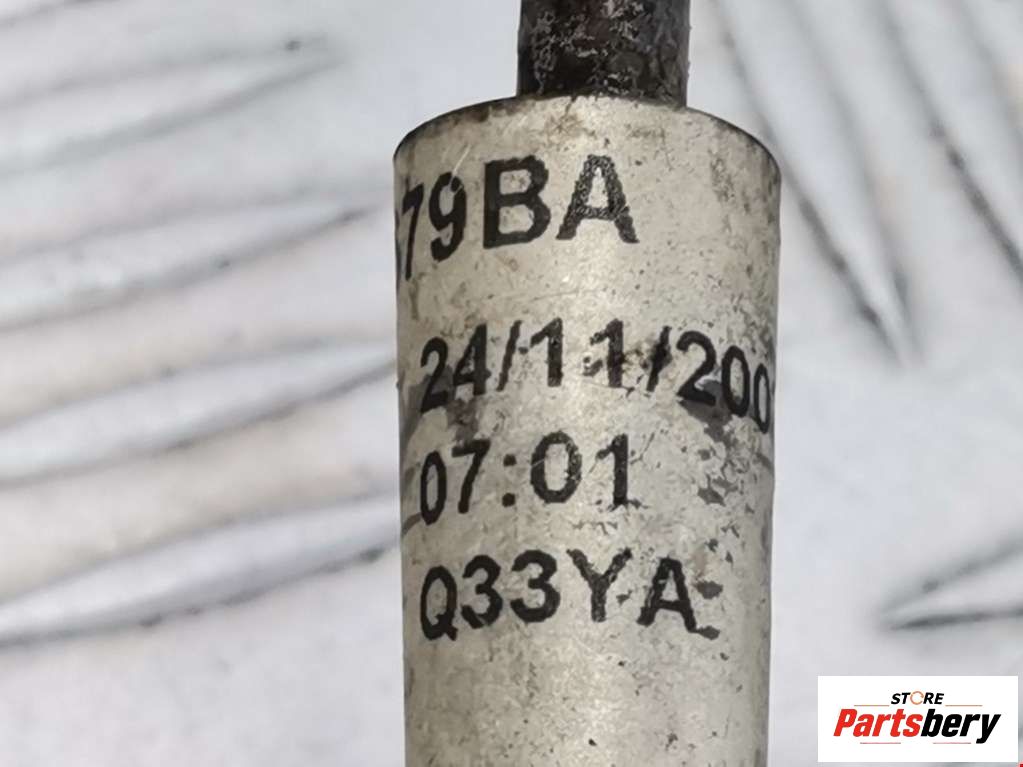 79BA
24/11/200
07:01
Q33YA
STORE
Partsbery